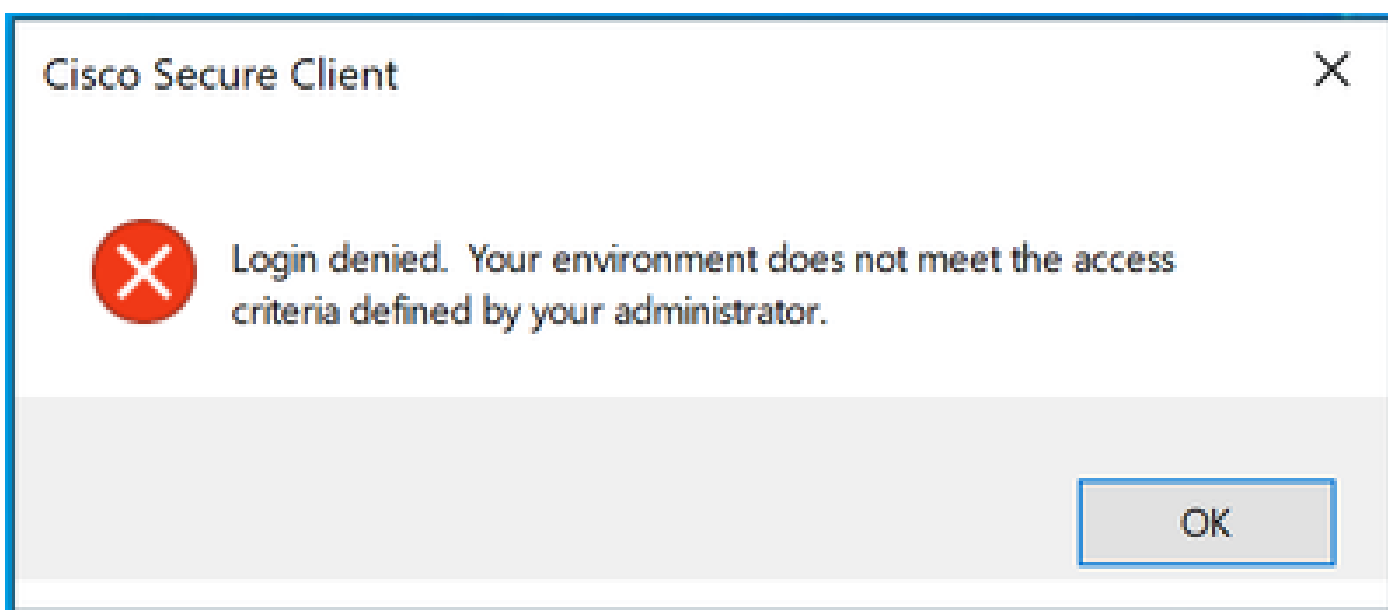 Cisco Secure Client
Login denied.  Your environment does not meet the access
criteria defined by your administrator.
OK